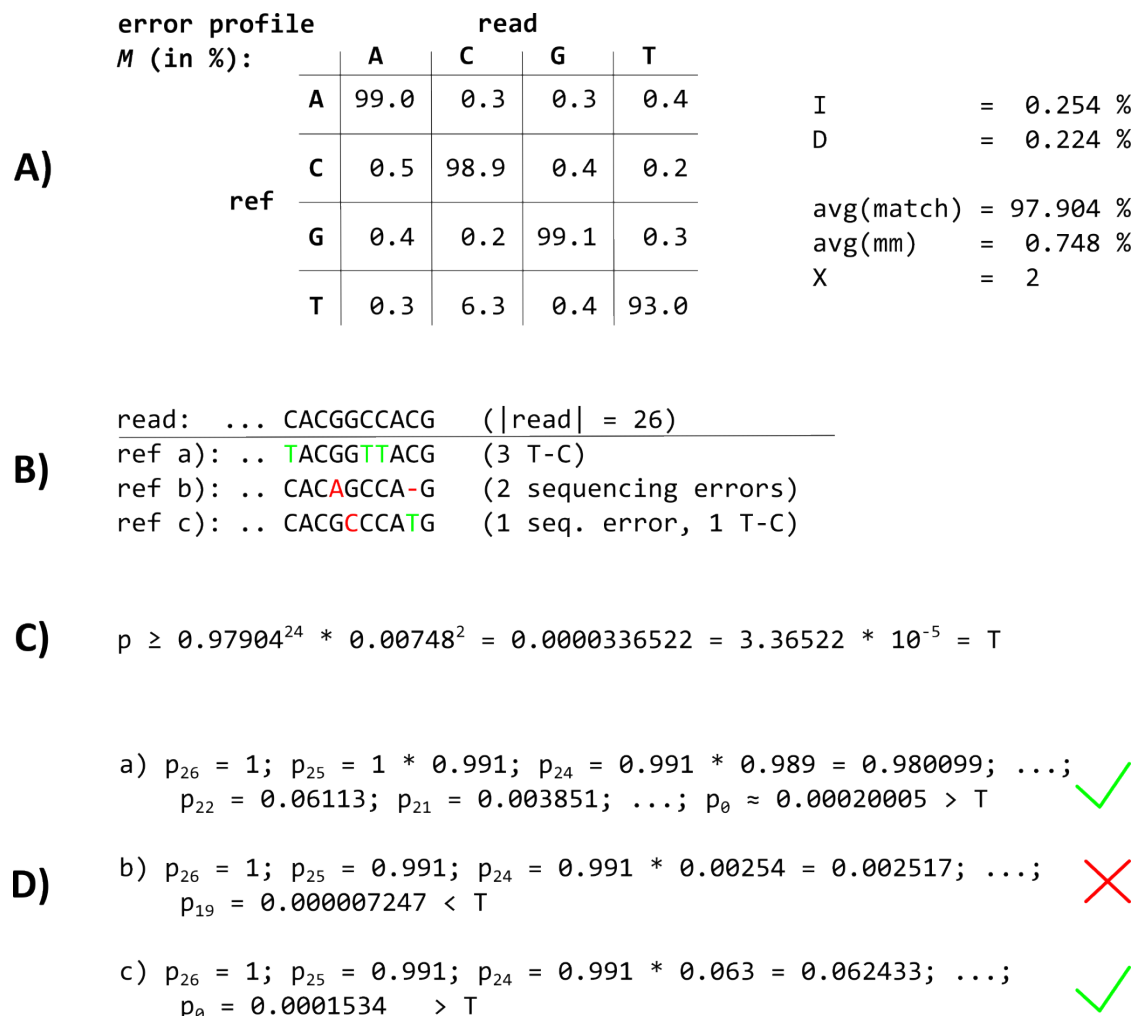 error profile read
M (in %): A C G T
A 99.0 0.3 0.3 0.4
I = 0.254 %
D = 0.224 %
A)
C 0.5 98.9 0.4 0.2
ref
avg(match) = 97.904 %
G 0.4 0.2 99.1 0.3
avg(mm) = 0.748 %
X = 2
T 0.3 6.3 0.4 93.0
read: ... CACGGCCACG (|read| = 26)
B)
ref a): .. TACGGTTACG (3 T-C)
ref b): .. CACAGCCA-G (2 sequencing errors)
ref c): .. CACGCCCATG (1 seq. error, 1 T-C)
C) p ≥ 0.97904²⁴ * 0.00748² = 0.0000336522 = 3.36522 * 10⁻⁵ = T
a) p₂₆ = 1; p₂₅ = 1 * 0.991; p₂₄ = 0.991 * 0.989 = 0.980099; ...;
p₂₂ = 0.06113; p₂₁ = 0.003851; ...; p₀ ≈ 0.00020005 > T
D)
b) p₂₆ = 1; p₂₅ = 0.991; p₂₄ = 0.991 * 0.00254 = 0.002517; ...;
p₁₉ = 0.000007247 < T
c) p₂₆ = 1; p₂₅ = 0.991; p₂₄ = 0.991 * 0.063 = 0.062433; ...;
p₀ = 0.0001534 > T